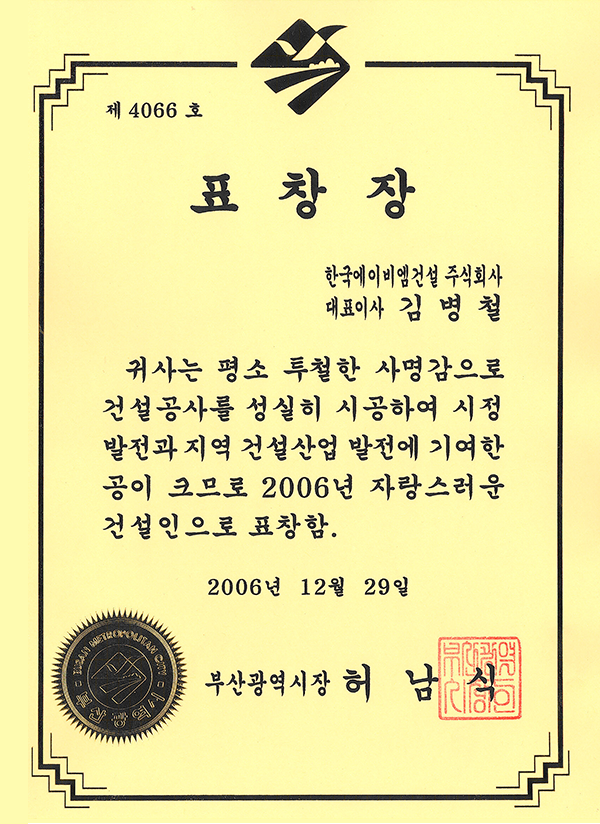 제 4066 호
표 창 장
한국에이비엠건설 주식회사
대표이사 김 병 철
귀사는 평소 투철한 사명감으로
건설공사를 성실히 시공하여 시정
발전과 지역 건설산업 발전에 기여한
공이 크므로 2006년 자랑스러운
건설인으로 표창함.
2006년 12월 29일
BUSAN METROPOLITAN CITY
부산광역시장 허 남 식